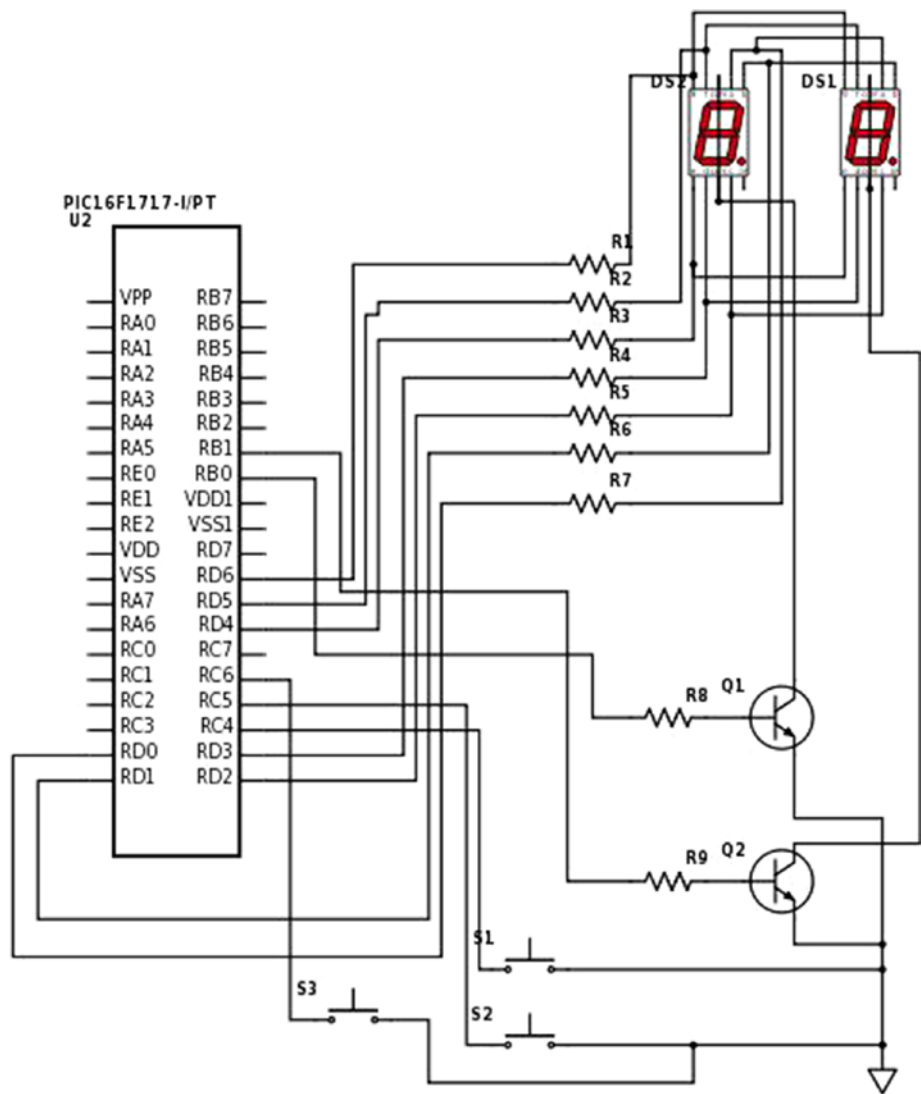 DS2 DS1
PIC16F1717-I/PT
U2
R1
R2
R3
R4
R5
R6
R7
VPP RB7
RA0 RB6
RA1 RB5
RA2 RB4
RA3 RB3
RA4 RB2
RA5 RB1
RE0 RB0
RE1 VDD1
RE2 VSS1
VDD RD7
VSS RD6
RA7 RD5
RA6 RD4
RC0 RC7
RC1 RC6
RC2 RC5
RC3 RC4
RD0 RD3
RD1 RD2
R8 Q1
R9 Q2
S1
S3
S2